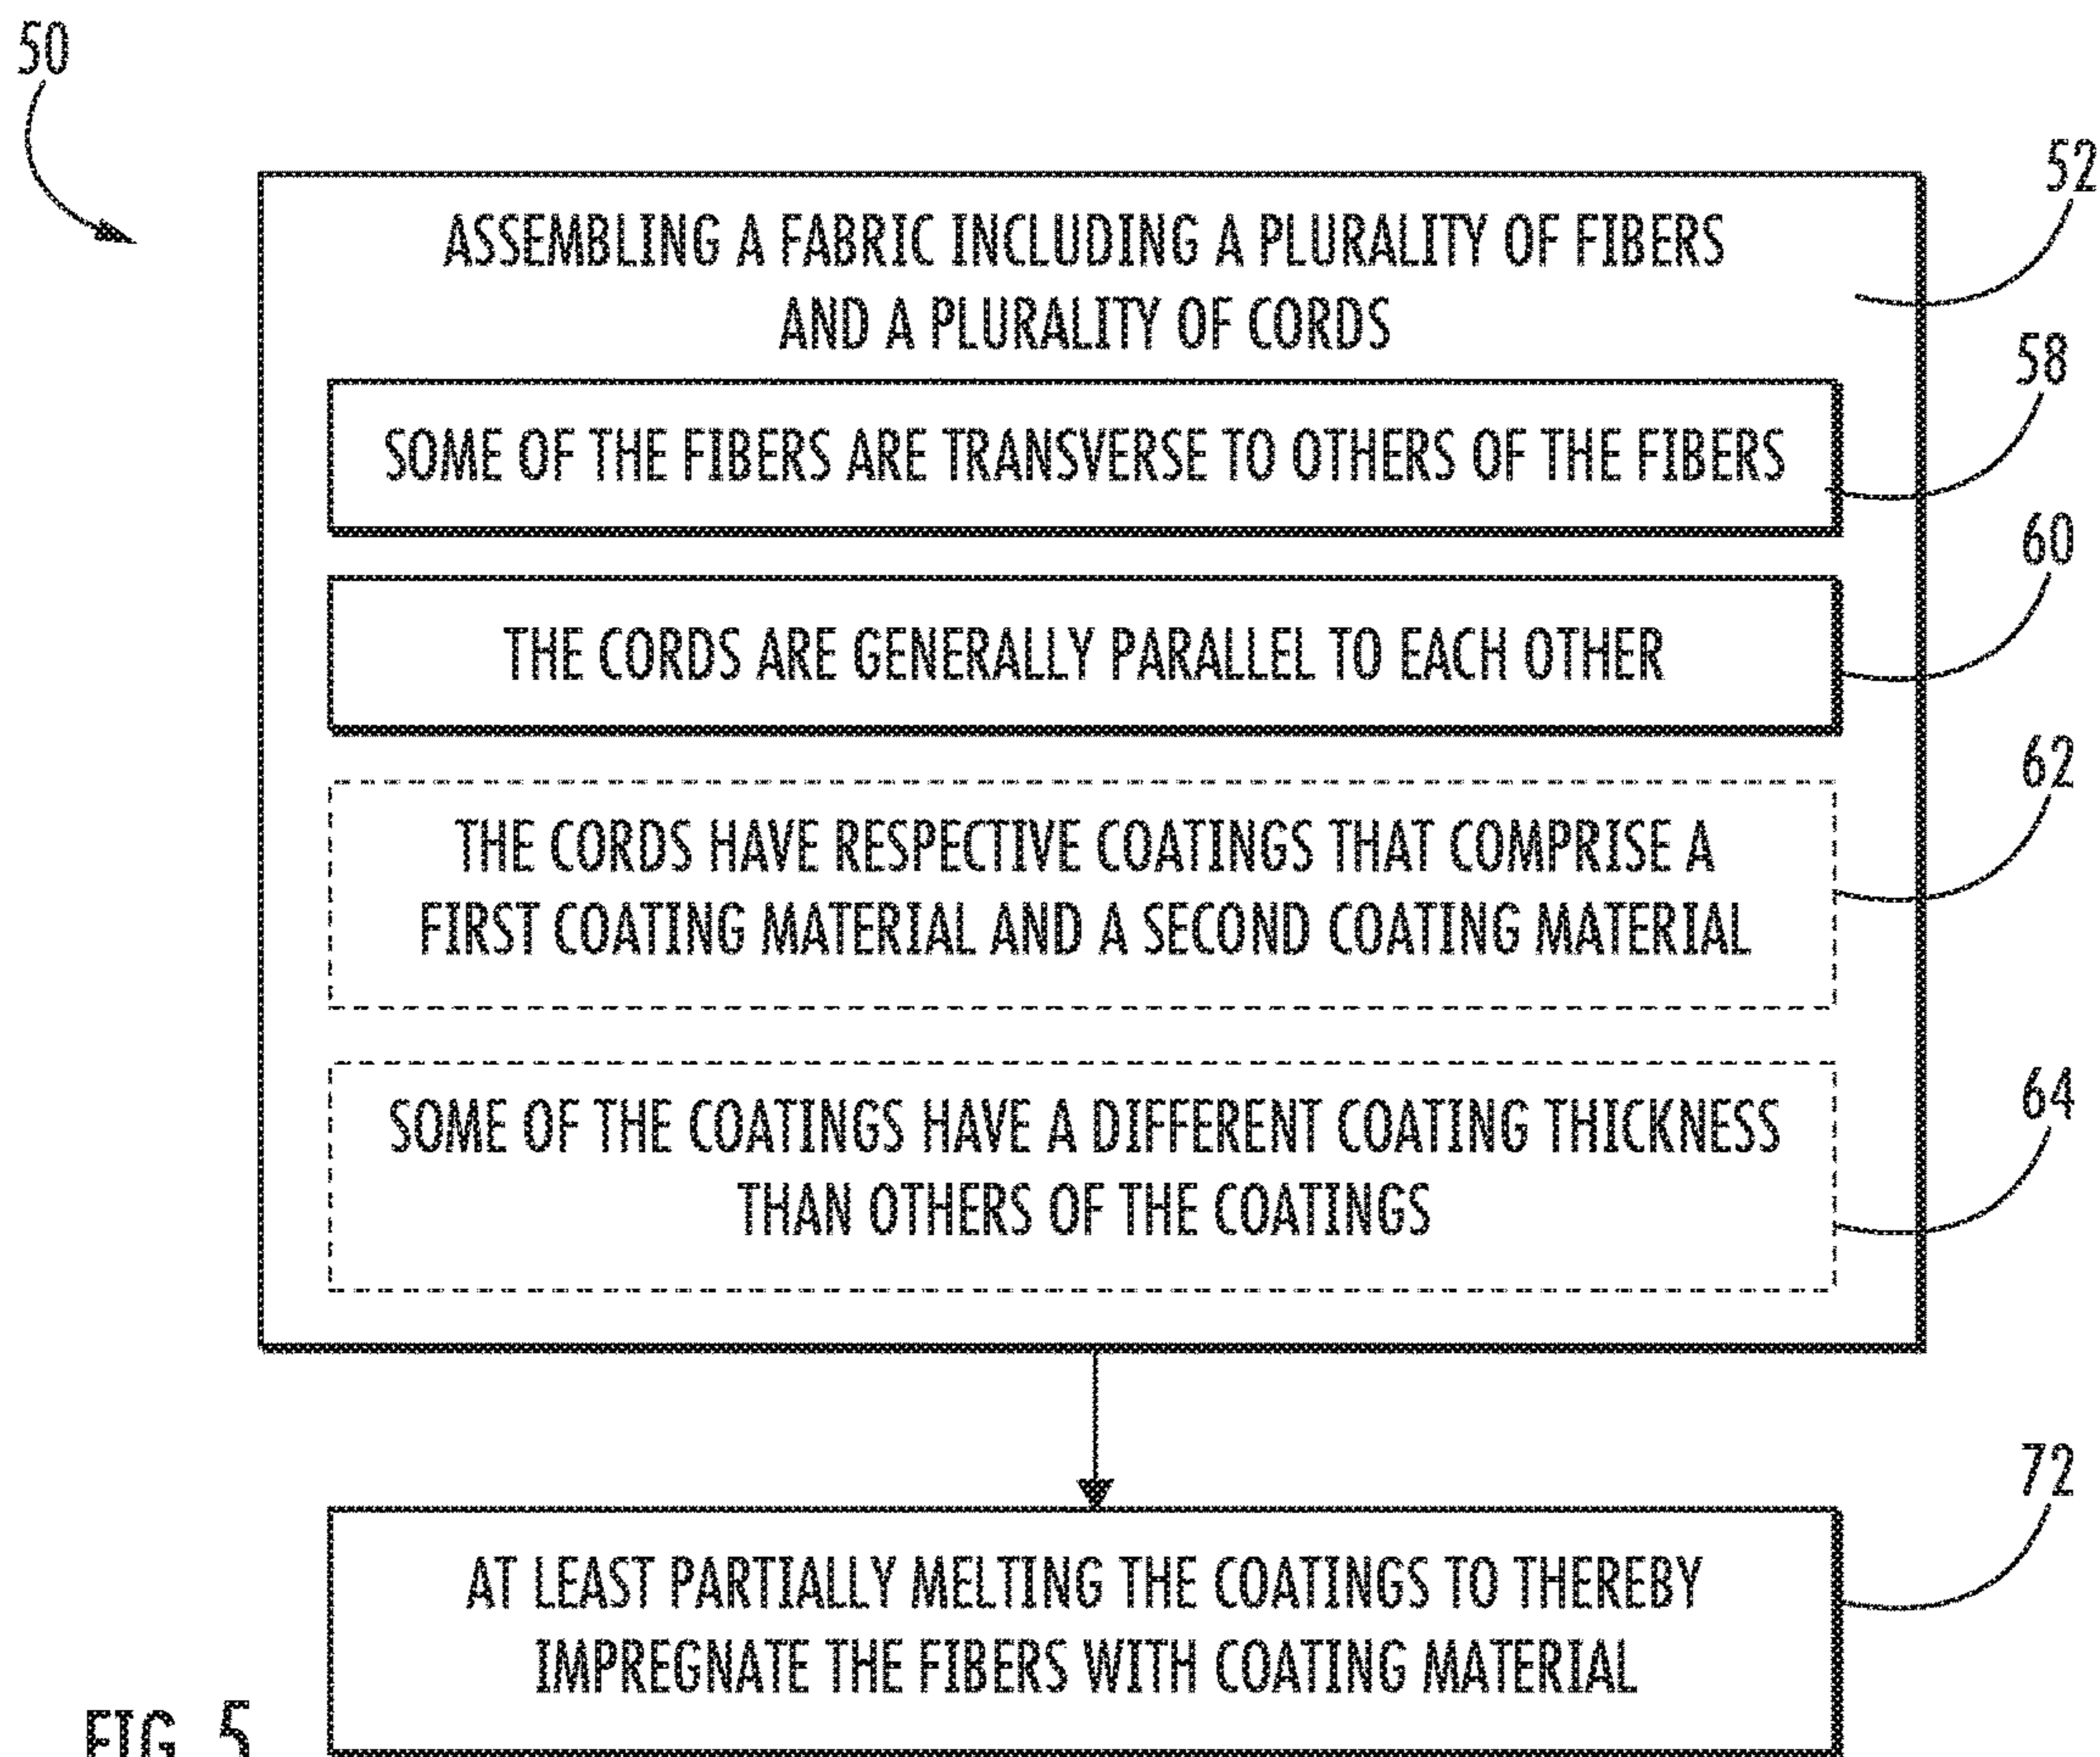 50
52
ASSEMBLING A FABRIC INCLUDING A PLURALITY OF FIBERS
AND A PLURALITY OF CORDS
58
SOME OF THE FIBERS ARE TRANSVERSE TO OTHERS OF THE FIBERS
60
THE CORDS ARE GENERALLY PARALLEL TO EACH OTHER
62
THE CORDS HAVE RESPECTIVE COATINGS THAT COMPRISE A
FIRST COATING MATERIAL AND A SECOND COATING MATERIAL
64
SOME OF THE COATINGS HAVE A DIFFERENT COATING THICKNESS
THAN OTHERS OF THE COATINGS
72
AT LEAST PARTIALLY MELTING THE COATINGS TO THEREBY
IMPREGNATE THE FIBERS WITH COATING MATERIAL
FIG. 5